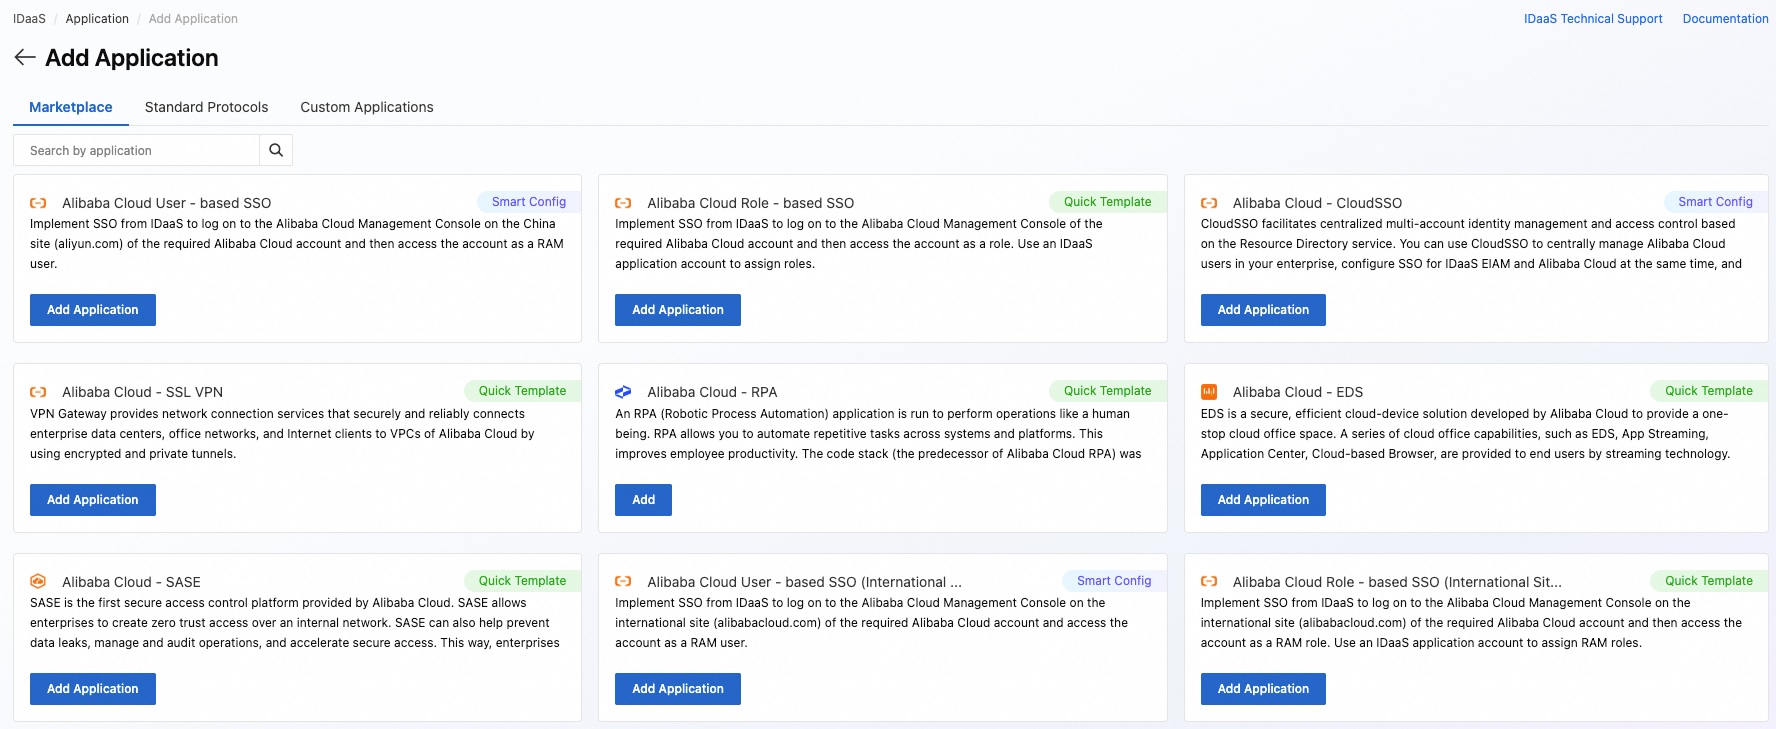 IDaaS / Application / Add Application
IDaaS Technical Support Documentation
Add Application
Marketplace Standard Protocols Custom Applications
Search by application
Alibaba Cloud User - based SSO
Smart Config
Implement SSO from IDaaS to log on to the Alibaba Cloud Management Console on the China
site (aliyun.com) of the required Alibaba Cloud account and then access the account as a RAM
user.
Add Application
Alibaba Cloud Role - based SSO
Quick Template
Implement SSO from IDaaS to log on to the Alibaba Cloud Management Console of the
required Alibaba Cloud account and then access the account as a role. Use an IDaaS
application account to assign roles.
Add Application
Alibaba Cloud - CloudSSO
Smart Config
CloudSSO facilitates centralized multi-account identity management and access control based
on the Resource Directory service. You can use CloudSSO to centrally manage Alibaba Cloud
users in your enterprise, configure SSO for IDaaS EIAM and Alibaba Cloud at the same time, and
Add Application
Alibaba Cloud - SSL VPN
Quick Template
VPN Gateway provides network connection services that securely and reliably connects
enterprise data centers, office networks, and Internet clients to VPCs of Alibaba Cloud by
using encrypted and private tunnels.
Add Application
Alibaba Cloud - RPA
Quick Template
An RPA (Robotic Process Automation) application is run to perform operations like a human
being. RPA allows you to automate repetitive tasks across systems and platforms. This
improves employee productivity. The code stack (the predecessor of Alibaba Cloud RPA) was
Add
Alibaba Cloud - EDS
Quick Template
EDS is a secure, efficient cloud-device solution developed by Alibaba Cloud to provide a one-
stop cloud office space. A series of cloud office capabilities, such as EDS, App Streaming,
Application Center, Cloud-based Browser, are provided to end users by streaming technology.
Add Application
Alibaba Cloud - SASE
Quick Template
SASE is the first secure access control platform provided by Alibaba Cloud. SASE allows
enterprises to create zero trust access over an internal network. SASE can also help prevent
data leaks, manage and audit operations, and accelerate secure access. This way, enterprises
Add Application
Alibaba Cloud User - based SSO (International ...
Smart Config
Implement SSO from IDaaS to log on to the Alibaba Cloud Management Console on the
international site (alibabacloud.com) of the required Alibaba Cloud account and access the
account as a RAM user.
Add Application
Alibaba Cloud Role - based SSO (International Sit...
Quick Template
Implement SSO from IDaaS to log on to the Alibaba Cloud Management Console on the
international site (alibabacloud.com) of the required Alibaba Cloud account and then access the
account as a RAM role. Use an IDaaS application account to assign RAM roles.
Add Application